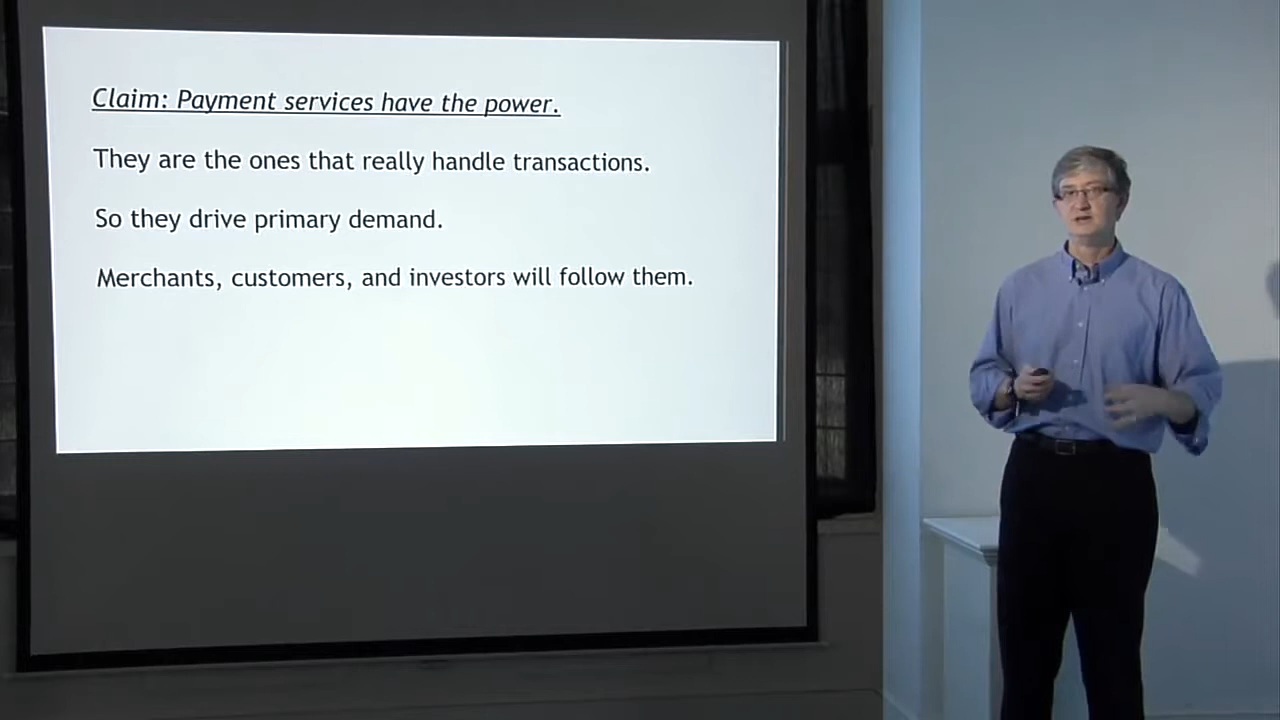 Claim: Payment services have the power.
They are the ones that really handle transactions.
So they drive primary demand.
Merchants, customers, and investors will follow them.